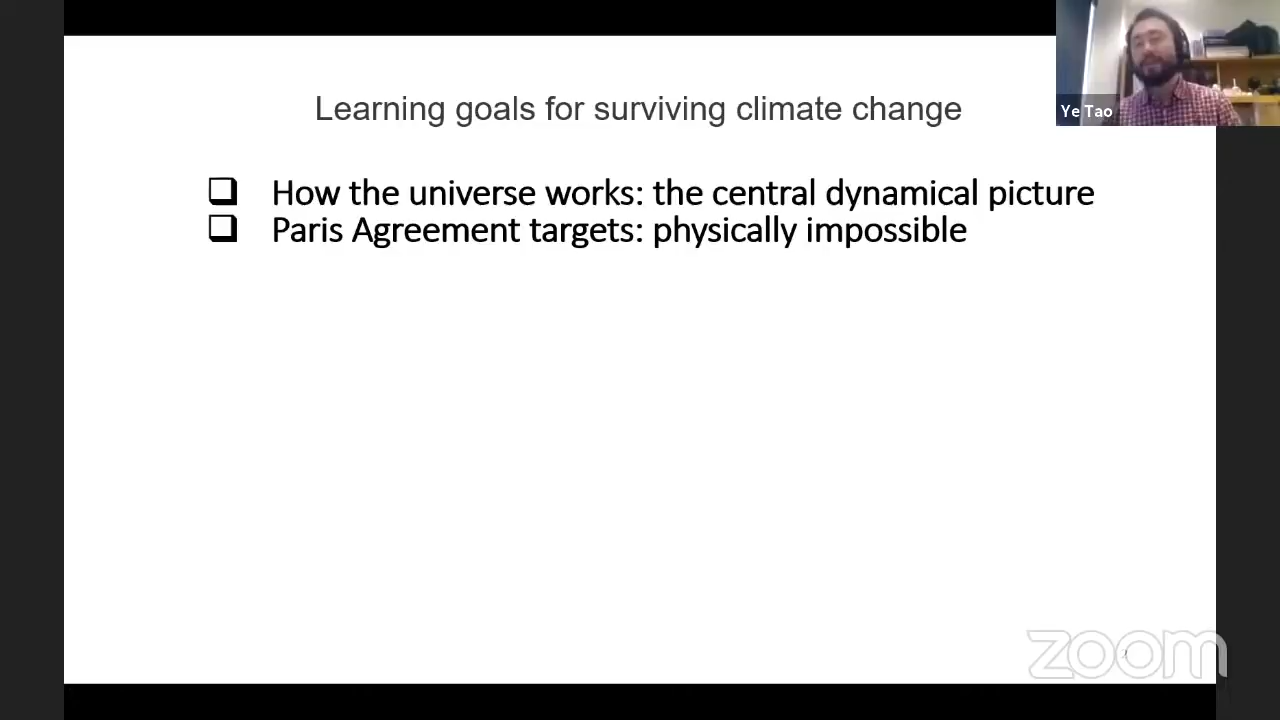 Learning goals for surviving climate change
Ye Tao
How the universe works: the central dynamical picture
Paris Agreement targets: physically impossible
zoom
2